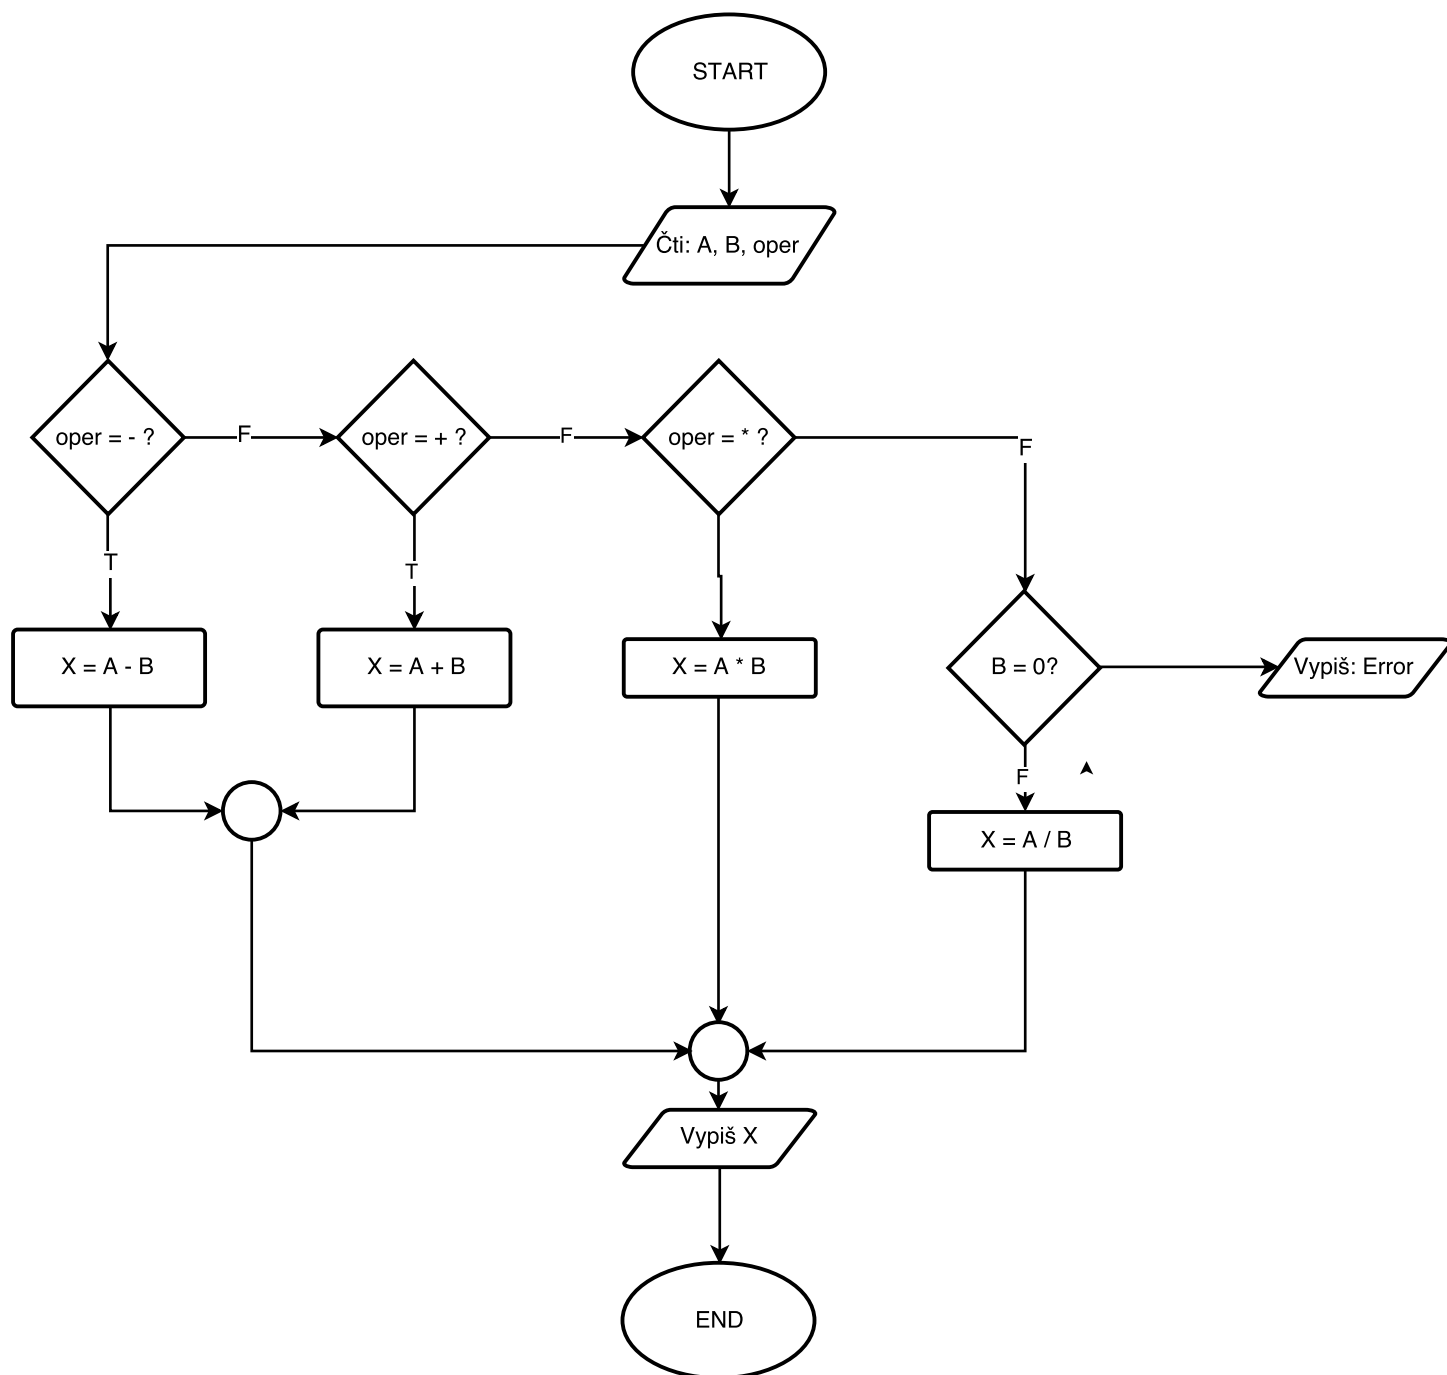 START
Čti: A, B, oper
oper = - ?
F
oper = + ?
F
oper = * ?
F
T
T
X = A - B
X = A + B
X = A * B
B = 0?
Vypiš: Error
F
X = A / B
Vypiš X
END